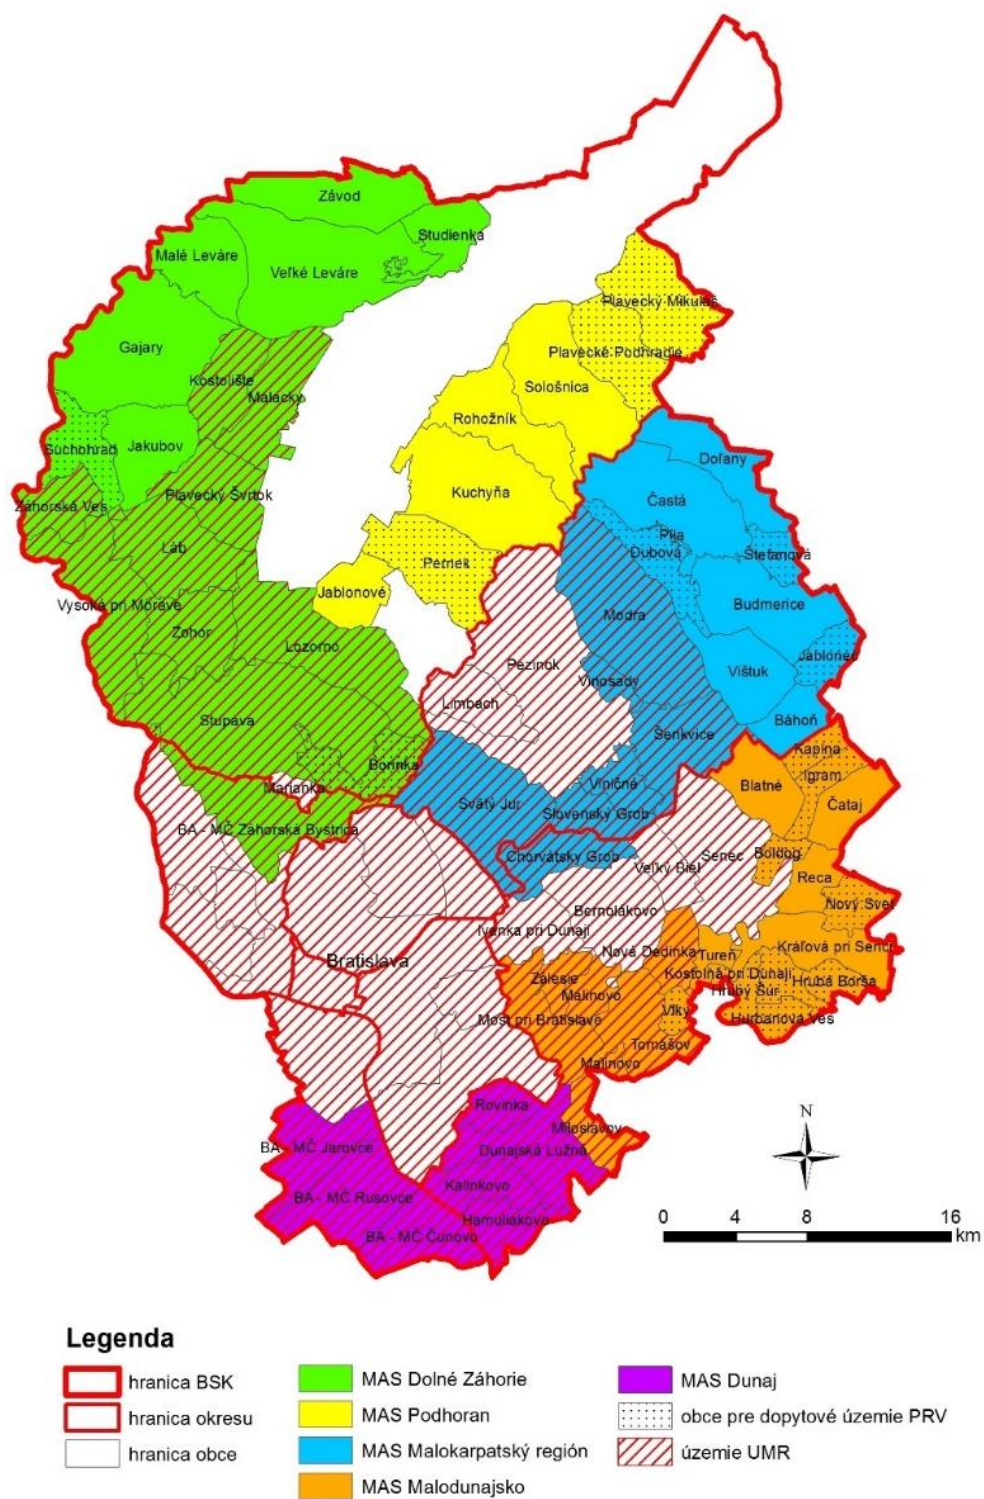 Závod
Studienka
Malé Leváre
Veľké Leváre
Plavecký Mikuláš
Gajary
Plavecké Podhradie
Kostolište
Sološnica
Malacky
Rohožník
Suchohrad
Jakubov
Doľany
Plavecký Švrtok
Kuchyňa
Častá
Záhorská Ves
Píla
Láb
Dubová
Štefanová
Pernek
Jablonové
Budmerice
Vysoká pri Morave
Modra
Zohor
Lozorno
Jablonec
Pezinok
Vištuk
Vinosady
Limbach
Stupava
Báhoň
Šenkvice
Kaplna
Borinka
Igram
Marianka
Viničné
Blatné
Svätý Jur
Čataj
Slovenský Grob
BA - MČ Záhorská Bystrica
Chorvátsky Grob
Senec
Boldog
Veľký Biel
Reca
Nový Svet
Bernolákovo
Ivanka pri Dunaji
Kráľová pri Senci
Nová Dedinka
Tureň
Bratislava
Kostolná pri Dunaji
Zálesie
Hrubá Borša
Hrubý Šúr
Malinovo
Vlky
Hurbanova Ves
Most pri Bratislave
Tomášov
Malinovo
Rovinka
Miloslavov
N
BA - MČ Jarovce
Dunajská Lužná
Kalinkovo
BA - MČ Rusovce
Hamuliakovo
BA - MČ Čunovo
0 4 8 16
km
Legenda
hranica BSK
hranica okresu
hranica obce
MAS Dolné Záhorie
MAS Podhoran
MAS Malokarpatský región
MAS Malodunajsko
MAS Dunaj
obce pre dopytové územie PRV
územie UMR